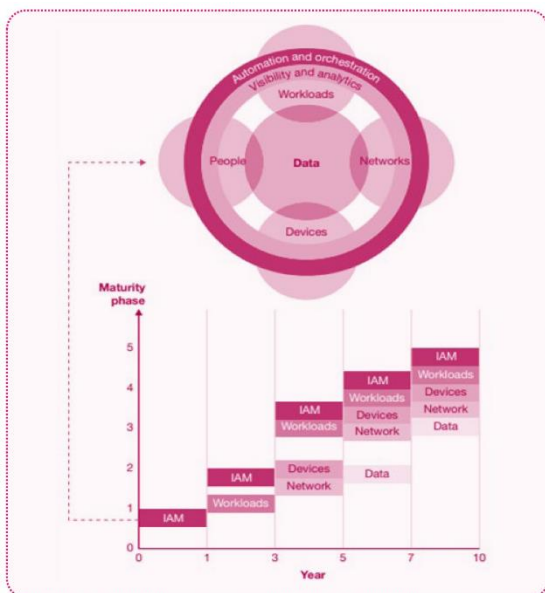 Automation and orchestration
Visibility and analytics
Workloads
People
Data
Networks
Devices
Maturity
phase
5
IAM
Workloads
Devices
Network
Data
4
IAM
Workloads
Devices
Network
Data
3
IAM
Workloads
Devices
Network
2
IAM
Workloads
1
IAM
0
0 1 3 5 7 10
Year